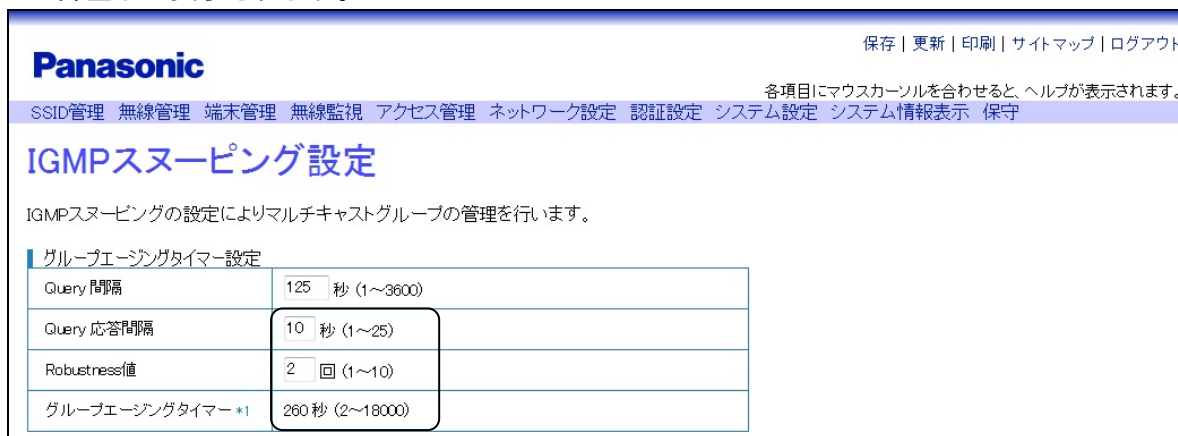 保存 | 更新 | 印刷 | サイトマップ | ログアウト
Panasonic
各項目にマウスカーソルを合わせると、ヘルプが表示されます。
SSID管理 無線管理 端末管理 無線監視 アクセス管理 ネットワーク設定 認証設定 システム設定 システム情報表示 保守
IGMPスヌーピング設定
IGMPスヌーピングの設定によりマルチキャストグループの管理を行います。
グループエージングタイマー設定
Query 間隔 125 秒 (1～3600)
Query 応答間隔 10 秒 (1～25)
Robustness値 2 回 (1～10)
グループエージングタイマー *1 260 秒 (2～18000)